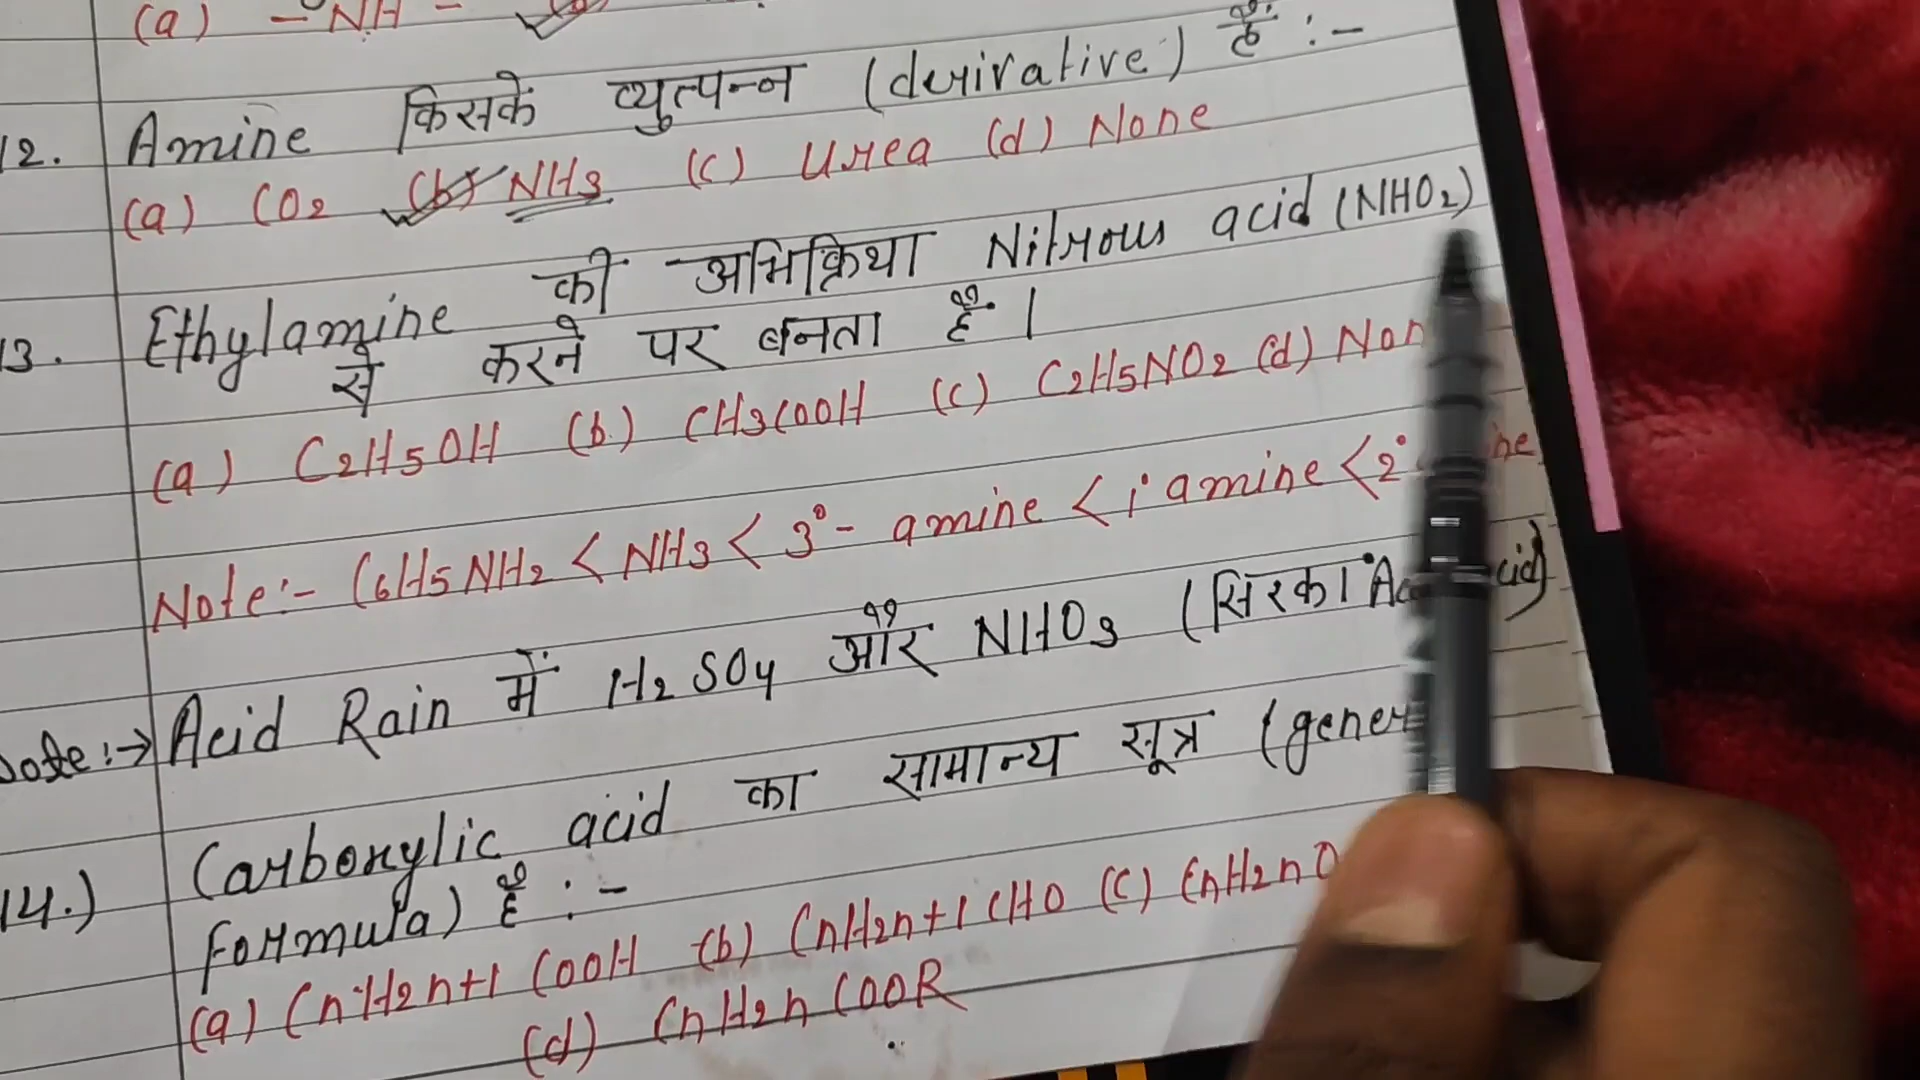 (a) - NH -
12. Amine किसके व्युत्पन्न (derivative) हैं :-
(a) CO2 (b) NH3 (c) Urea (d) None
13. Ethylamine की अभिक्रिया Nitrous acid (NHO2)
से करने पर बनता हैं।
(a) C2H5OH (b) CH3COOH (c) C2H5NO2 (d) Non
Note:- C6H5NH2 < NH3 < 3°- amine < 1° amine < 2°
Note:→ Acid Rain में H2SO4 और NHO3 (सिरका
14.) Carboxylic acid का सामान्य सूत्र (gener
formula) हैं :-
(a) CnH2n+1 COOH (b) CnH2n+1 CHO (c) CnH2nO
(d) CnH2n COOR